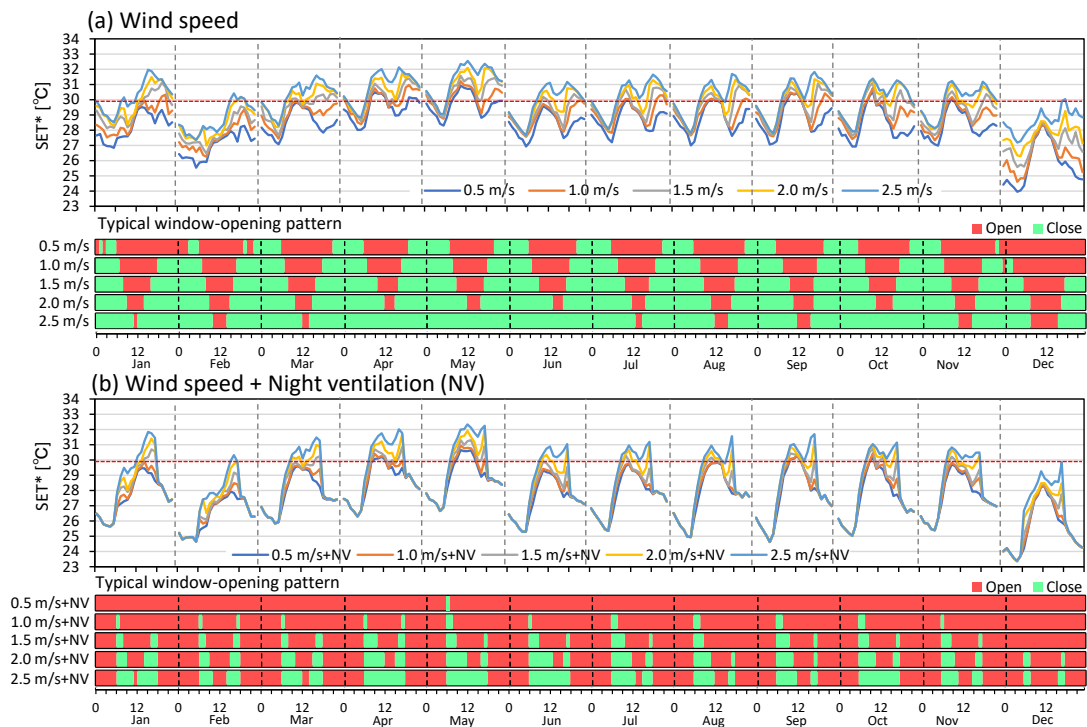 (a) Wind speed
34
33
32
31
30
29
28
27
26
25
24
23
SET* [°C]
0.5 m/s 1.0 m/s 1.5 m/s 2.0 m/s 2.5 m/s
Typical window-opening pattern
Open Close
0.5 m/s
1.0 m/s
1.5 m/s
2.0 m/s
2.5 m/s
0 12 0 12 0 12 0 12 0 12 0 12 0 12 0 12 0 12 0 12 0 12 0 12
Jan Feb Mar Apr May Jun Jul Aug Sep Oct Nov Dec
(b) Wind speed + Night ventilation (NV)
34
33
32
31
30
29
28
27
26
25
24
23
SET* [°C]
0.5 m/s+NV 1.0 m/s+NV 1.5 m/s+NV 2.0 m/s+NV 2.5 m/s+NV
Typical window-opening pattern
Open Close
0.5 m/s+NV
1.0 m/s+NV
1.5 m/s+NV
2.0 m/s+NV
2.5 m/s+NV
0 12 0 12 0 12 0 12 0 12 0 12 0 12 0 12 0 12 0 12 0 12 0 12
Jan Feb Mar Apr May Jun Jul Aug Sep Oct Nov Dec